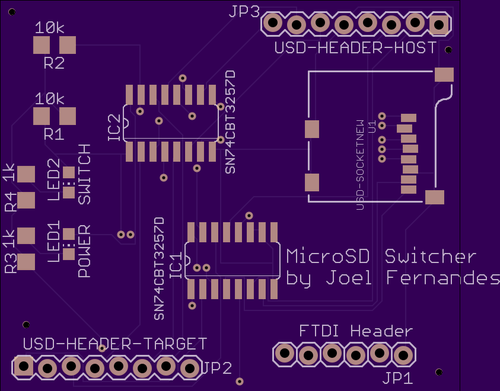 JP3
USD-HEADER-HOST
10k
R2
10k
R1
IC2
SN74CBT3257D
U1
USD-SOCKETNEW
1k
R4
LED2
SWITCH
1k
R3
LED1
POWER
SN74CBT3257D
IC1
MicroSD Switcher
by Joel Fernandes
FTDI Header
JP1
USD-HEADER-TARGET
JP2